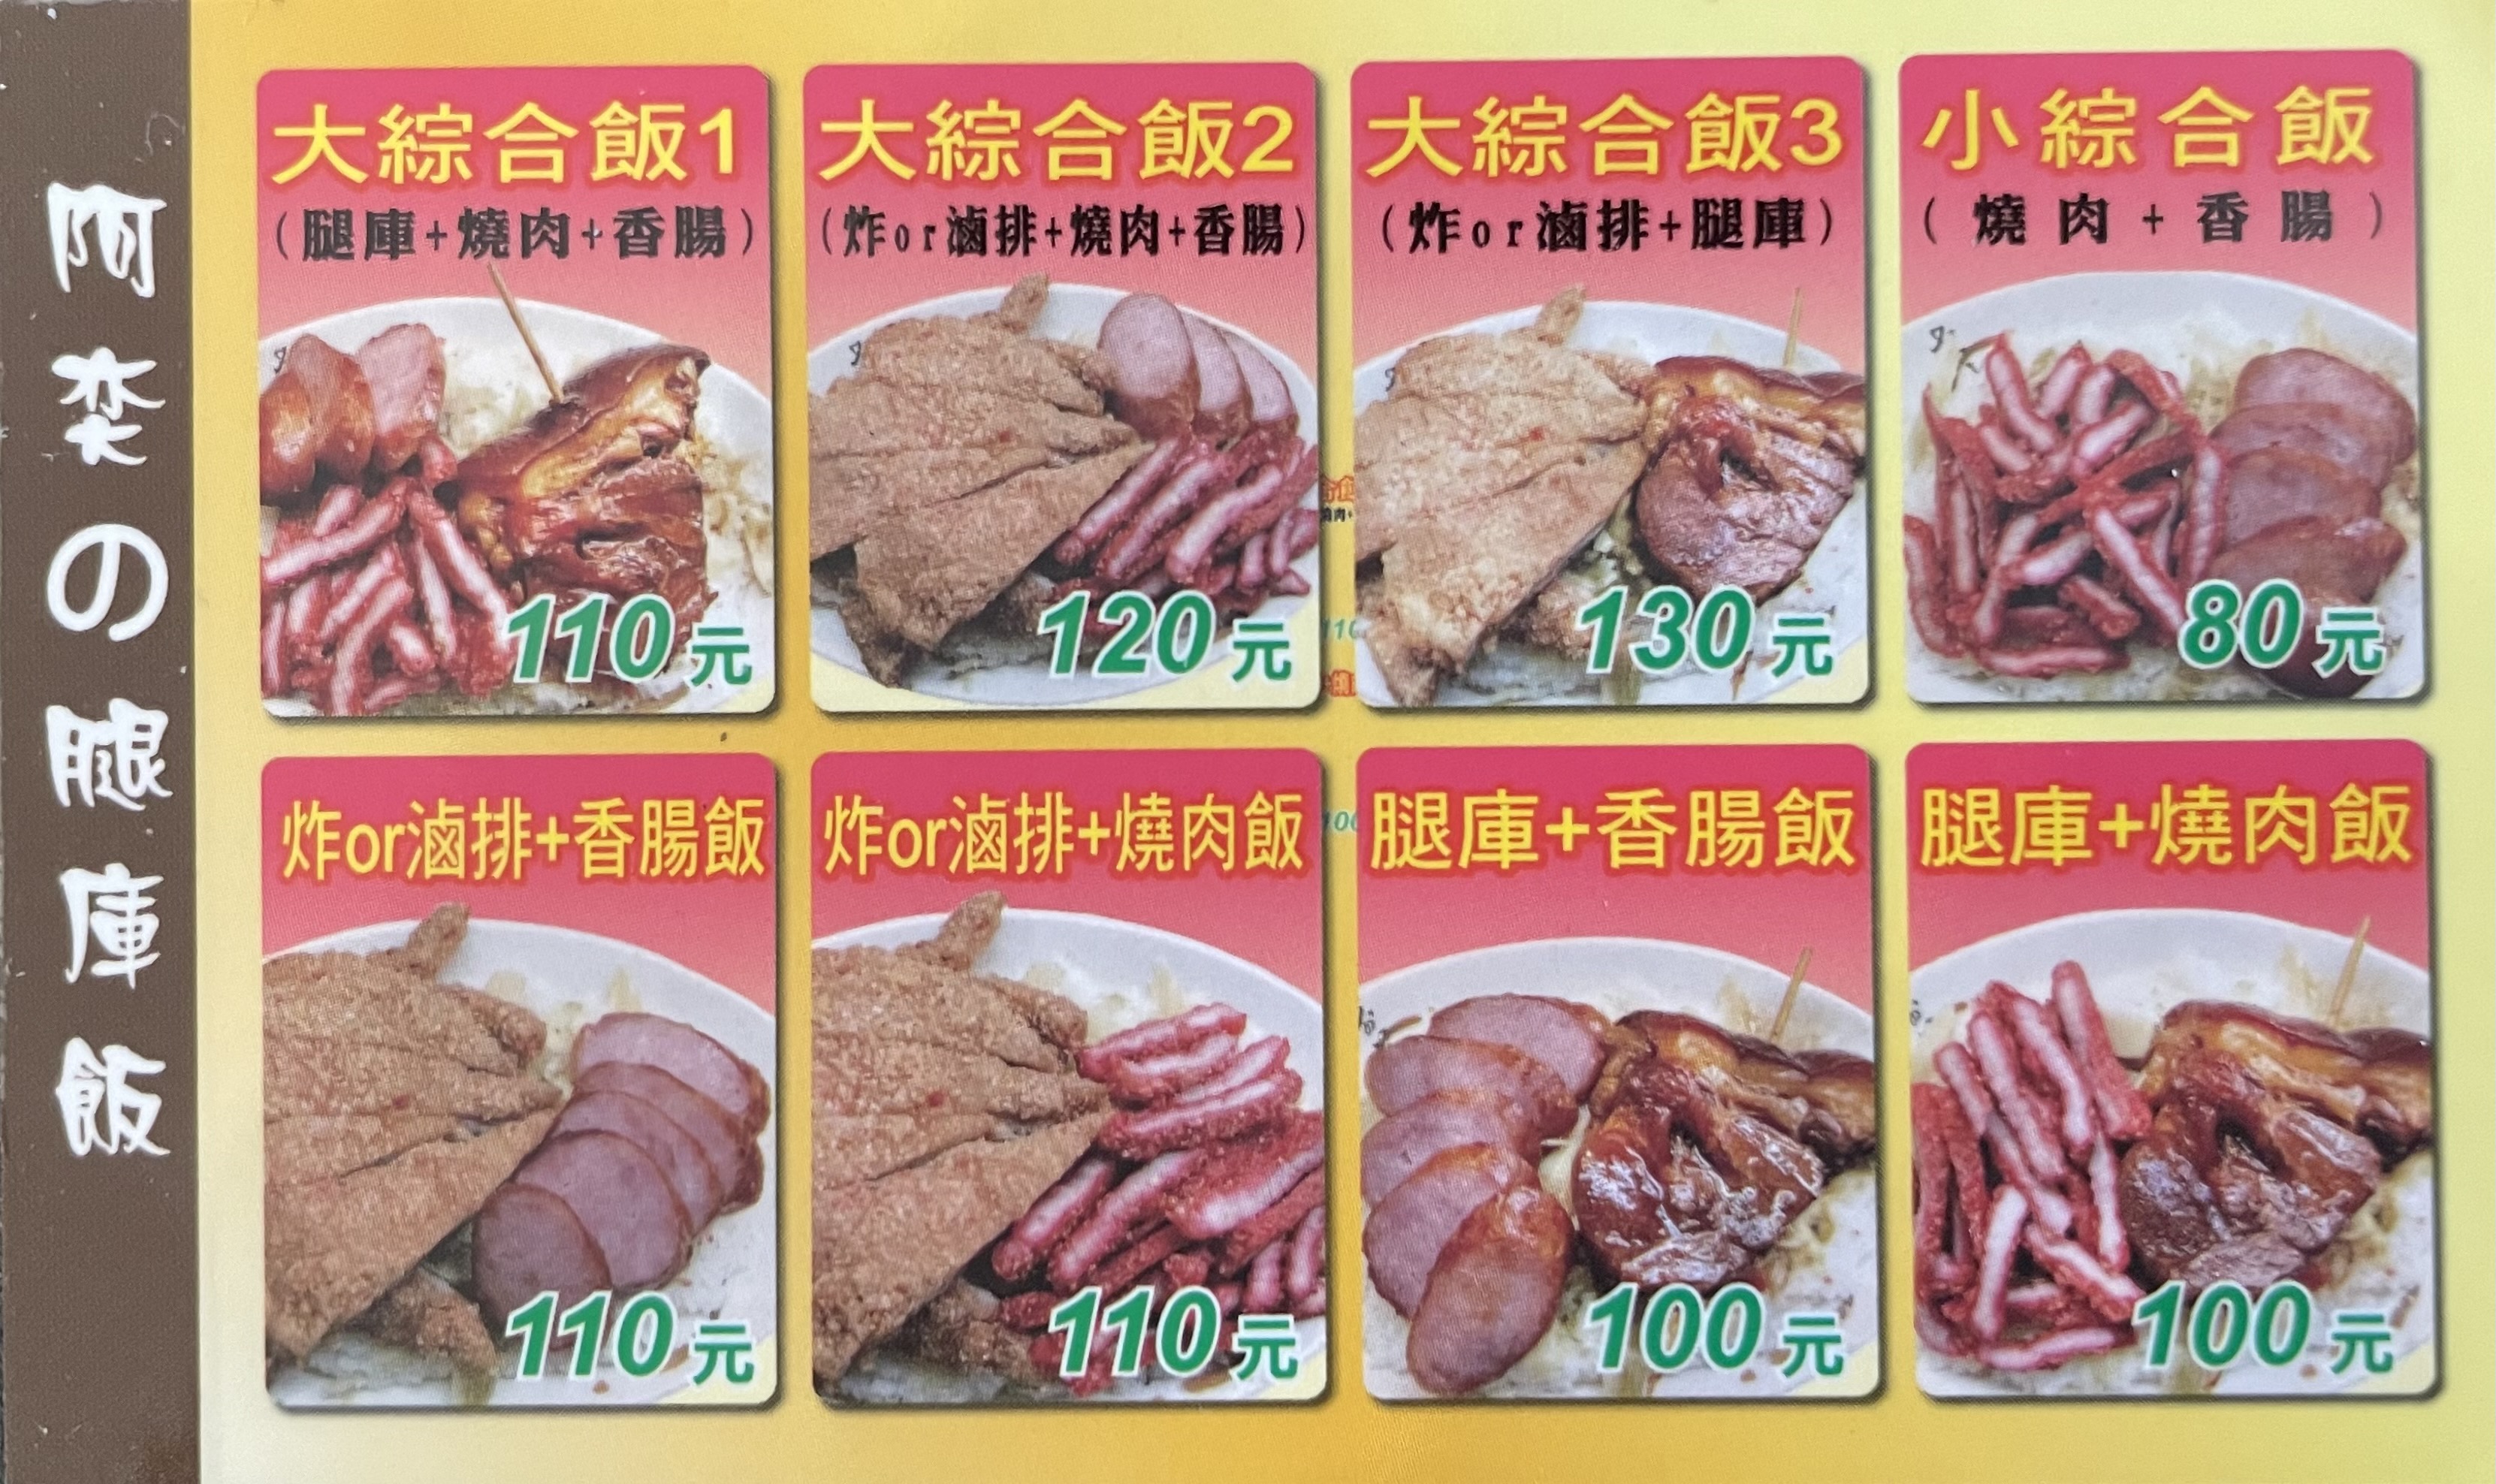 阿奕の腿庫飯
大綜合飯1
（腿庫+燒肉+香腸）
110元
大綜合飯2
（炸or滷排+燒肉+香腸）
120元
大綜合飯3
（炸or滷排+腿庫）
130元
小綜合飯
（燒肉+香腸）
80元
炸or滷排+香腸飯
110元
炸or滷排+燒肉飯
110元
腿庫+香腸飯
100元
腿庫+燒肉飯
100元